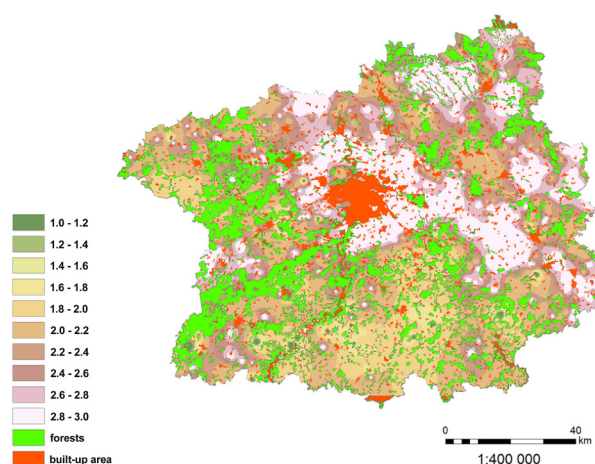 1.0 - 1.2
1.2 - 1.4
1.4 - 1.6
1.6 - 1.8
1.8 - 2.0
2.0 - 2.2
2.2 - 2.4
2.4 - 2.6
2.6 - 2.8
2.8 - 3.0
forests
built-up area
0 40
km
1:400 000